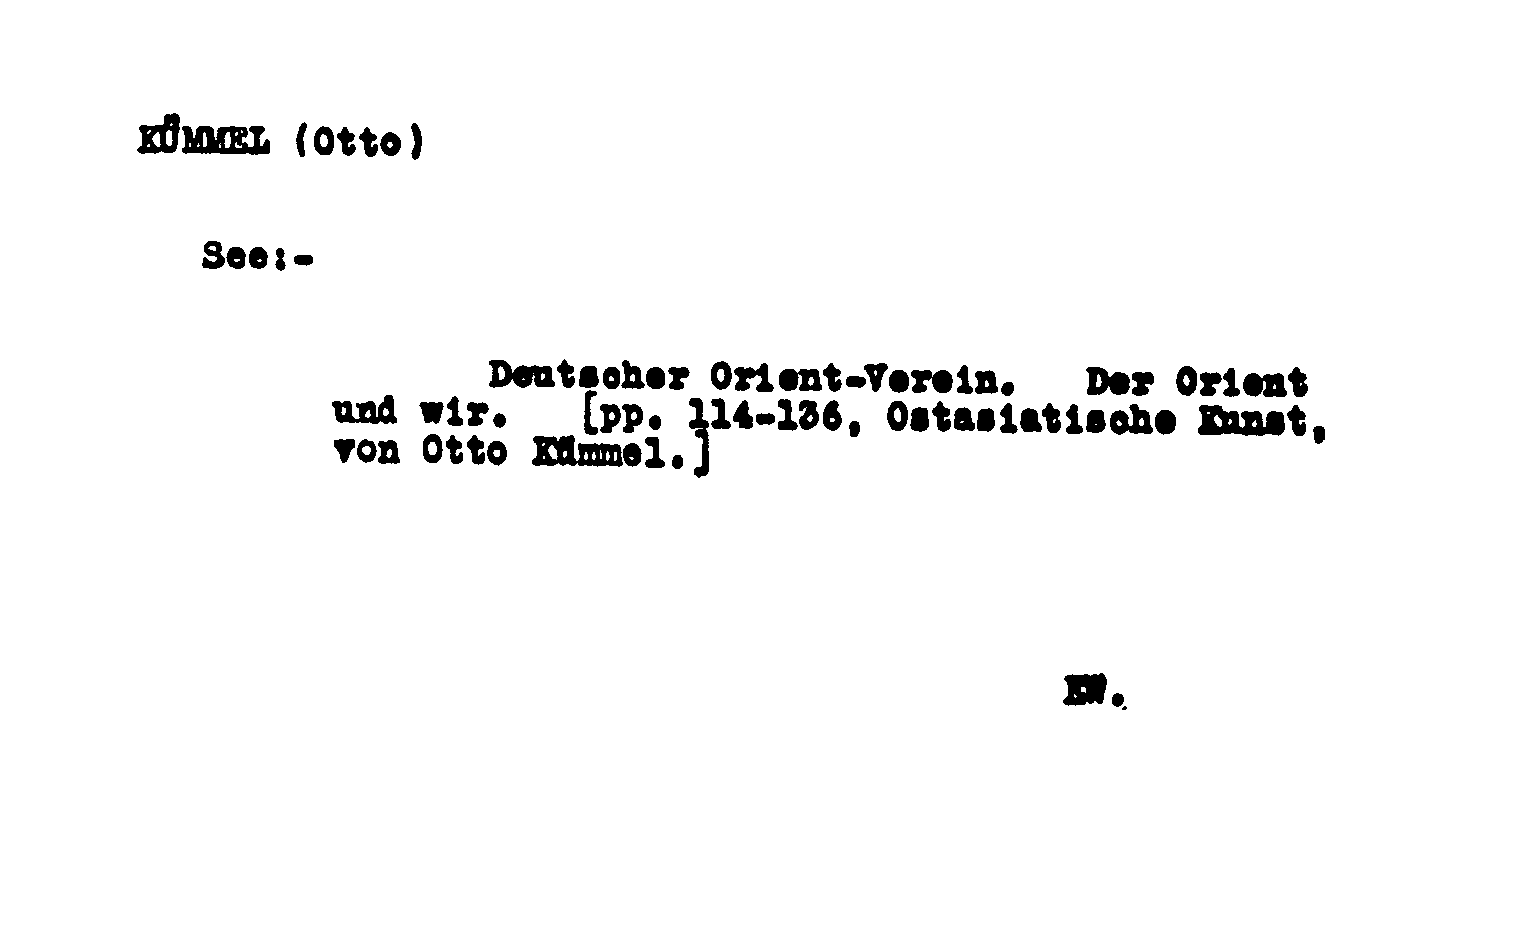 KÜMMEL (Otto)
See:-
Deutscher Orient-Verein. Der Orient
und wir. [pp. 114-136, Ostasiatische Kunst,
von Otto Kümmel.]
EW.